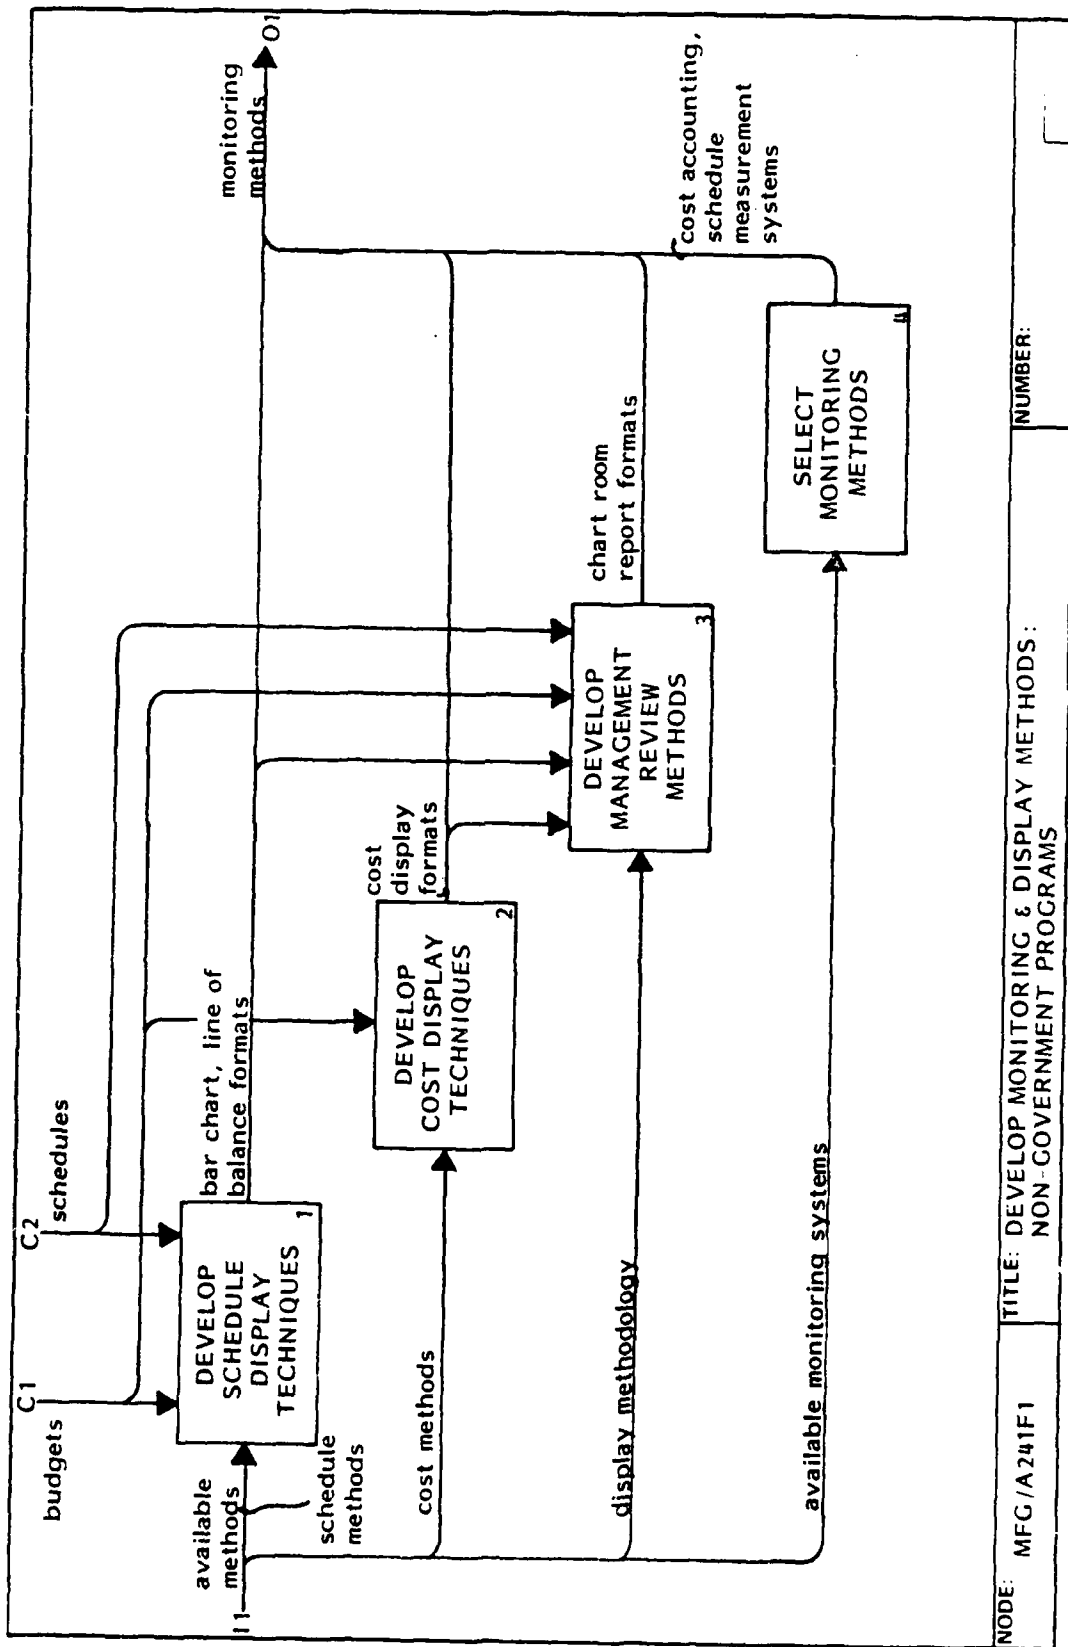 C1
budgets
C2
schedules
I1
available
methods
schedule
methods
DEVELOP
SCHEDULE
DISPLAY
TECHNIQUES
1
bar chart, line of
balance formats
monitoring
methods
O1
cost methods
DEVELOP
COST DISPLAY
TECHNIQUES
2
cost
display
formats
display methodology
DEVELOP
MANAGEMENT
REVIEW
METHODS
3
chart room
report formats
available monitoring systems
SELECT
MONITORING
METHODS
4
cost accounting,
schedule
measurement
systems
NODE: MFG/A241F1
TITLE: DEVELOP MONITORING & DISPLAY METHODS:
NON-GOVERNMENT PROGRAMS
NUMBER: